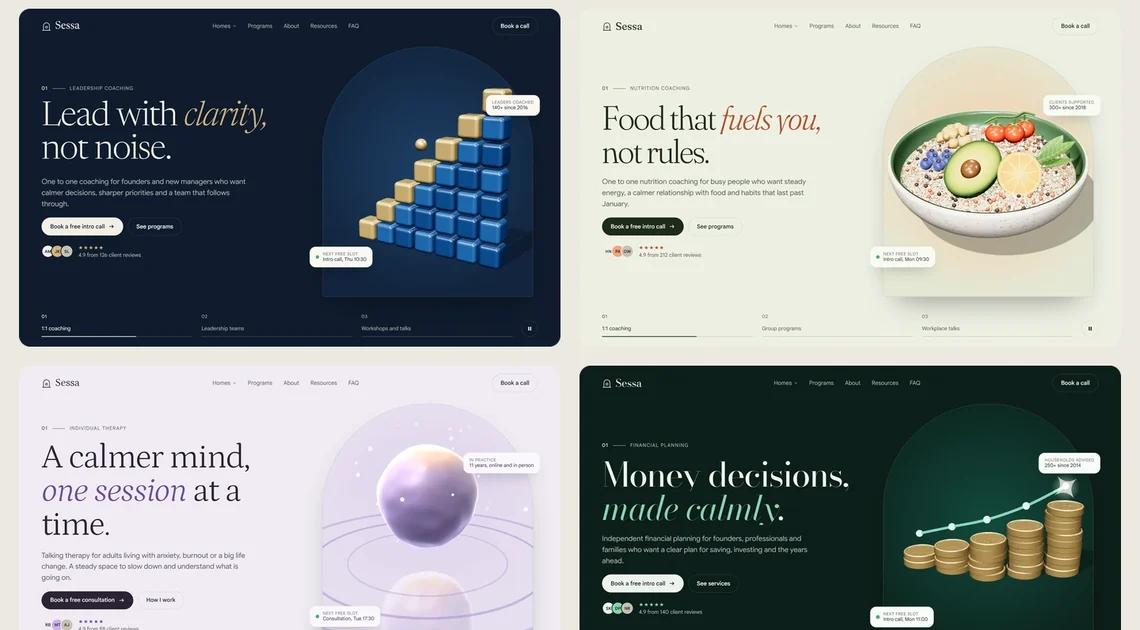 Sessa
Homes
Programs
About
Resources
FAQ
Book a call
01
LEADERSHIP COACHING
Lead with clarity,
not noise.
One to one coaching for founders and new managers who want
calmer decisions, sharper priorities and a team that follows
through.
Book a free intro call →
See programs
AM
SL
★★★★★
4.9 from 126 client reviews
LEADERS COACHED
140+ since 2016
NEXT FREE SLOT
Intro call, Thu 10:30
01
1:1 coaching
02
Leadership teams
03
Workshops and talks
Sessa
Homes
Programs
About
Resources
FAQ
Book a call
01
NUTRITION COACHING
Food that fuels you,
not rules.
One to one nutrition coaching for busy people who want steady
energy, a calmer relationship with food and habits that last past
January.
Book a free intro call →
See programs
HN
PA
DW
★★★★★
4.9 from 212 client reviews
CLIENTS SUPPORTED
300+ since 2018
NEXT FREE SLOT
Intro call, Mon 09:30
01
1:1 coaching
02
Group programs
03
Workplace talks
Sessa
Homes
Programs
About
Resources
FAQ
Book a call
01
INDIVIDUAL THERAPY
A calmer mind,
one session at a
time.
Talking therapy for adults living with anxiety, burnout or a big life
change. A steady space to slow down and understand what is
going on.
Book a free consultation →
How I work
RB
MT
AJ
★★★★★
IN PRACTICE
11 years, online and in person
NEXT FREE SLOT
Consultation, Tue 17:30
Sessa
Homes
Programs
About
Resources
FAQ
Book a call
01
FINANCIAL PLANNING
Money decisions,
made calmly.
Independent financial planning for founders, professionals and
families who want a clear plan for saving, investing and the years
ahead.
Book a free intro call →
See services
NR
★★★★★
4.9 from 140 client reviews
HOUSEHOLDS ADVISED
250+ since 2014
NEXT FREE SLOT
Intro call, Mon 11:00